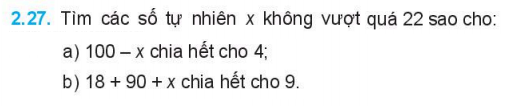 2.27. Tìm các số tự nhiên x không vượt quá 22 sao cho:
a) 100 – x chia hết cho 4;
b) 18 + 90 + x chia hết cho 9.